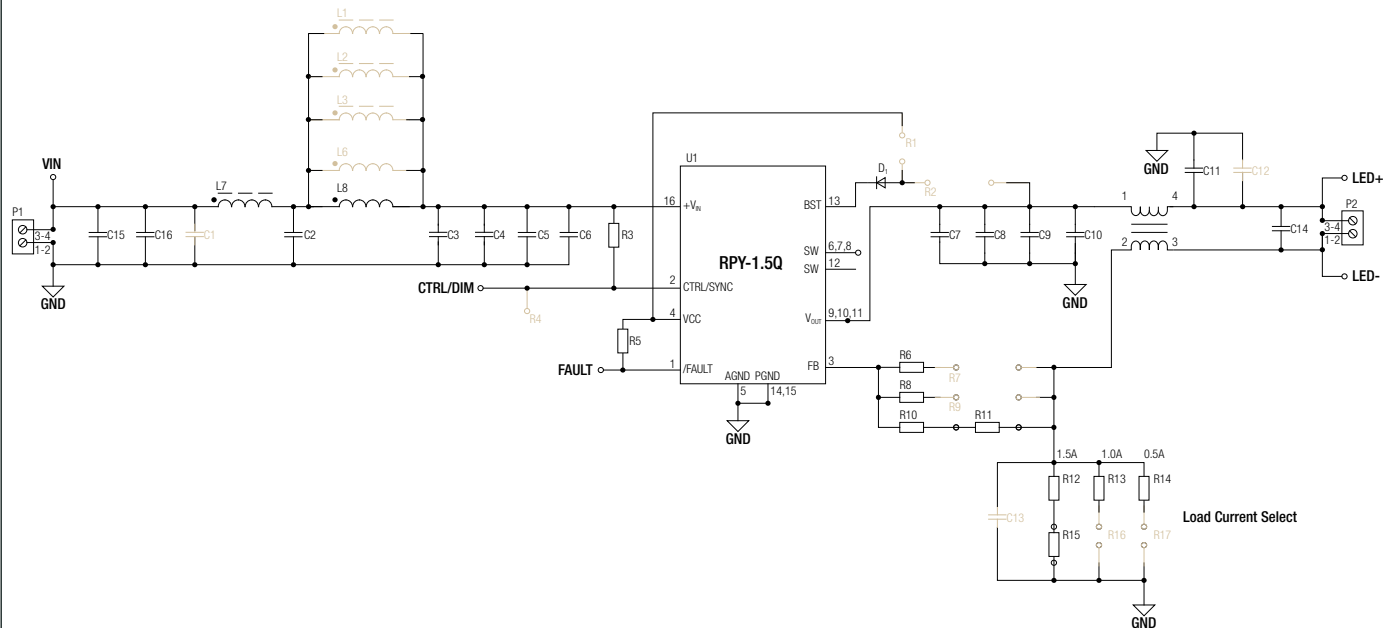 L1
L2
L3
L6
L7
L8
VIN
P1
3-4
1-2
GND
C15
C16
C1
C2
C3
C4
C5
C6
R3
CTRL/DIM
R4
R5
FAULT
U1
RPY-1.5Q
16
+VIN
2
CTRL/SYNC
4
VCC
1
/FAULT
AGND
PGND
5
14,15
GND
BST
13
SW
6,7,8
SW
12
VOUT
9,10,11
FB
3
D1
R1
R2
C7
C8
C9
C10
GND
1
4
2
3
GND
C11
C12
C14
LED+
P2
3-4
1-2
LED-
R6
R7
R8
R9
R10
R11
1.5A
1.0A
0.5A
R12
R13
R14
C13
R15
R16
R17
Load Current Select
GND